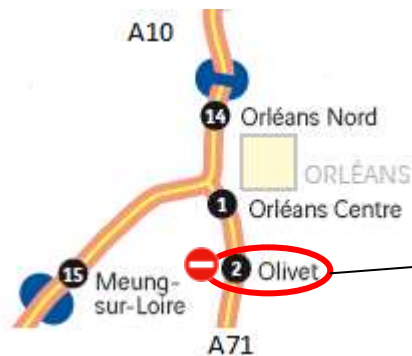 A10
14 Orléans Nord
ORLÉANS
1 Orléans Centre
2 Olivet
15 Meung-
sur-Loire
A71